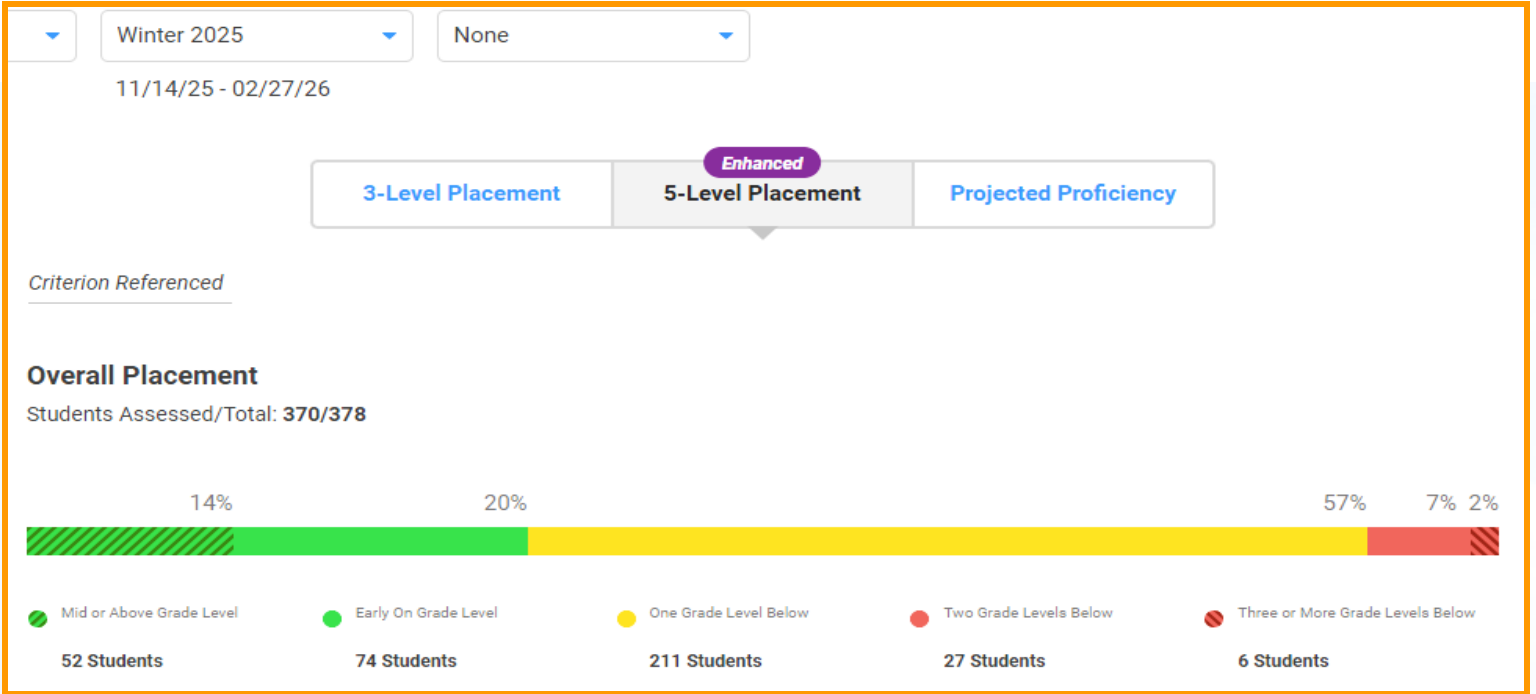 Winter 2025 None
11/14/25 - 02/27/26
Enhanced
3-Level Placement 5-Level Placement Projected Proficiency
Criterion Referenced
Overall Placement
Students Assessed/Total: 370/378
14% 20% 57% 7% 2%
Mid or Above Grade Level Early On Grade Level One Grade Level Below Two Grade Levels Below Three or More Grade Levels Below
52 Students 74 Students 211 Students 27 Students 6 Students